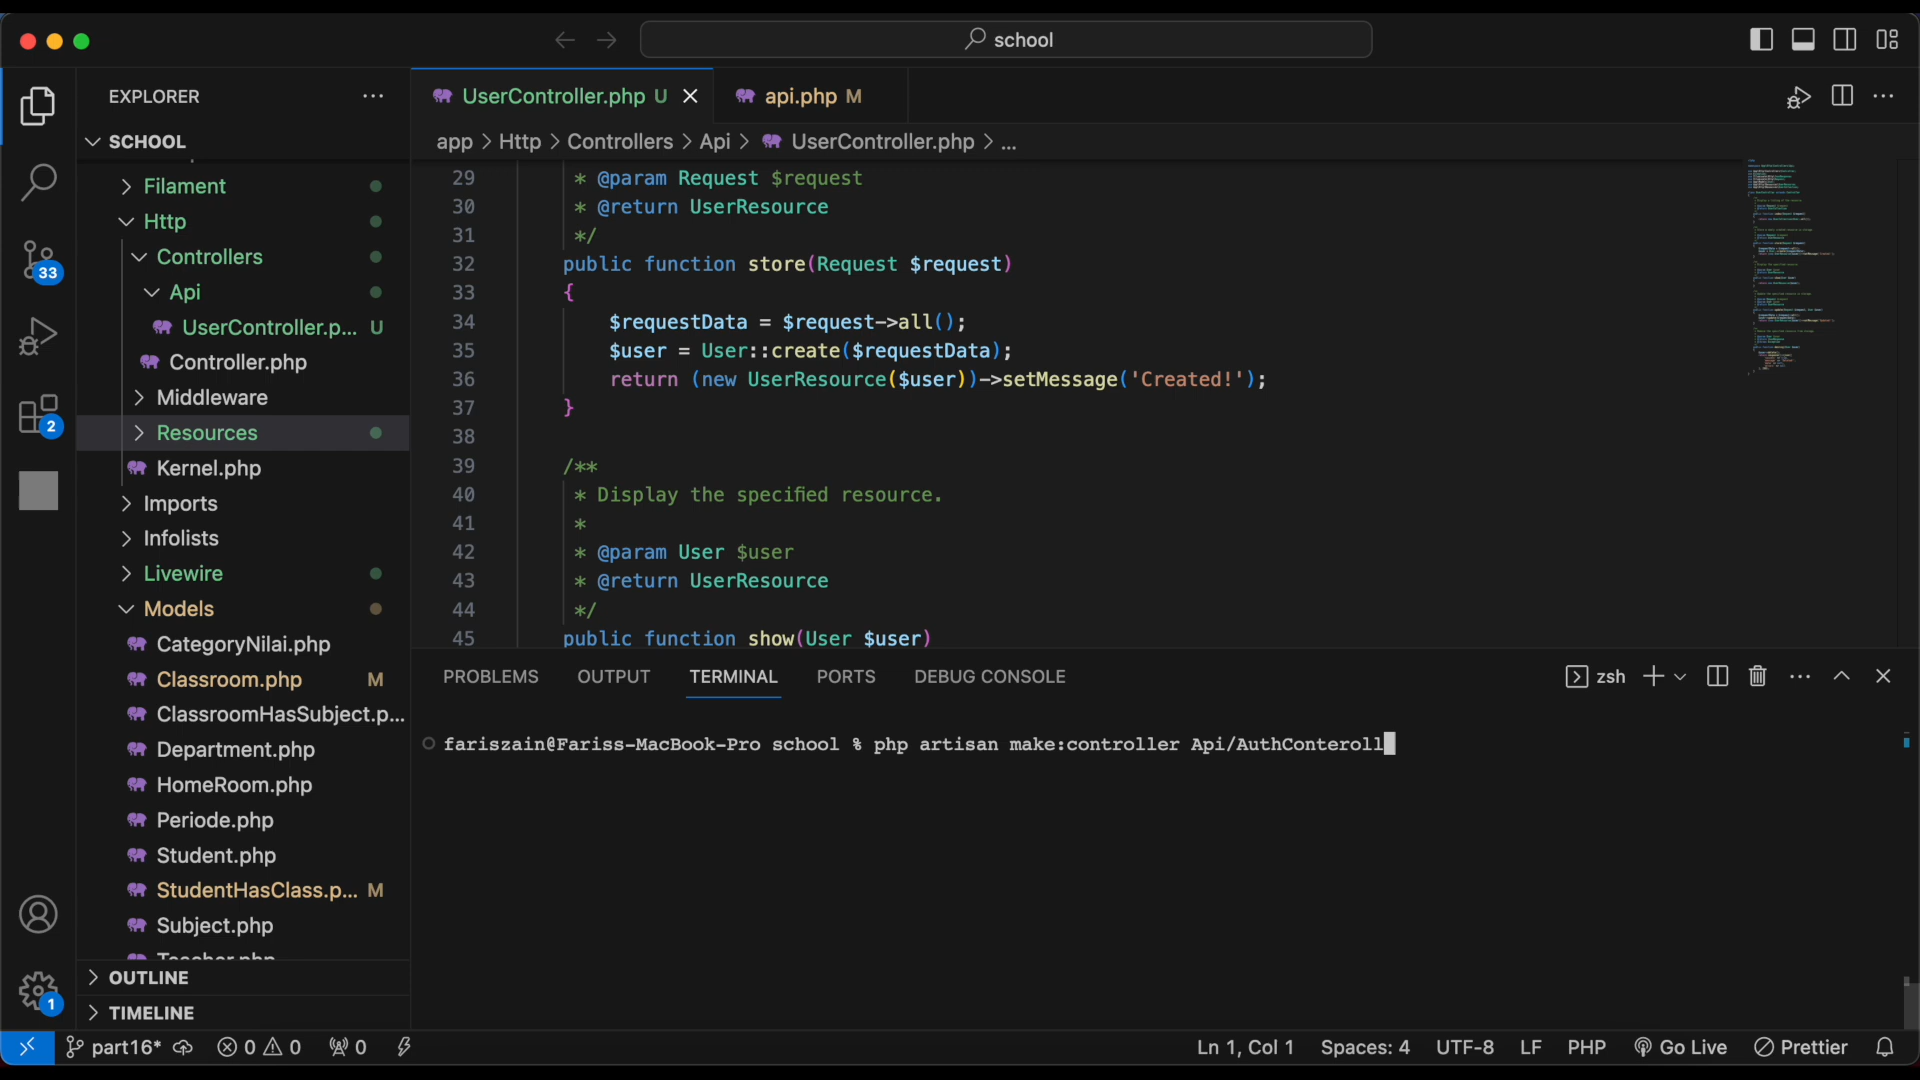 school
EXPLORER
UserController.php U
api.php M
SCHOOL
app > Http > Controllers > Api > UserController.php > ...
Filament
Http
Controllers
Api
UserController.p... U
Controller.php
Middleware
Resources
Kernel.php
Imports
Infolists
Livewire
Models
CategoryNilai.php
Classroom.php M
ClassroomHasSubject.p...
Department.php
HomeRoom.php
Periode.php
Student.php
StudentHasClass.p... M
Subject.php
Teacher.php
OUTLINE
TIMELINE
33
2
1
29 * @param Request $request
30 * @return UserResource
31 */
32 public function store(Request $request)
33 {
34 $requestData = $request->all();
35 $user = User::create($requestData);
36 return (new UserResource($user))->setMessage('Created!');
37 }
38
39 /**
40 * Display the specified resource.
41 *
42 * @param User $user
43 * @return UserResource
44 */
45 public function show(User $user)
PROBLEMS OUTPUT TERMINAL PORTS DEBUG CONSOLE
zsh
fariszain@Fariss-MacBook-Pro school % php artisan make:controller Api/AuthConteroll
part16* 0 0 0
Ln 1, Col 1 Spaces: 4 UTF-8 LF PHP Go Live Prettier